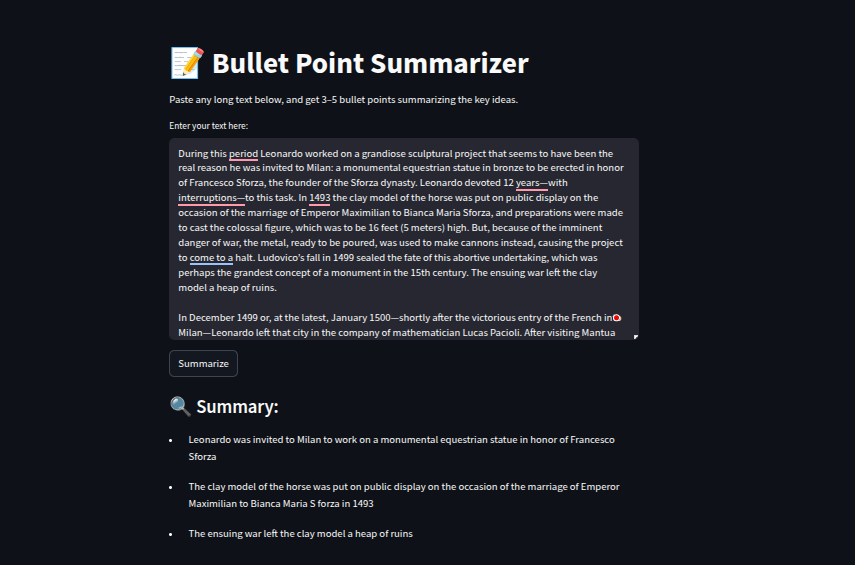 📝 Bullet Point Summarizer
Paste any long text below, and get 3–5 bullet points summarizing the key ideas.
Enter your text here:
During this period Leonardo worked on a grandiose sculptural project that seems to have been the
real reason he was invited to Milan: a monumental equestrian statue in bronze to be erected in honor
of Francesco Sforza, the founder of the Sforza dynasty. Leonardo devoted 12 years—with
interruptions—to this task. In 1493 the clay model of the horse was put on public display on the
occasion of the marriage of Emperor Maximilian to Bianca Maria Sforza, and preparations were made
to cast the colossal figure, which was to be 16 feet (5 meters) high. But, because of the imminent
danger of war, the metal, ready to be poured, was used to make cannons instead, causing the project
to come to a halt. Ludovico's fall in 1499 sealed the fate of this abortive undertaking, which was
perhaps the grandest concept of a monument in the 15th century. The ensuing war left the clay
model a heap of ruins.
In December 1499 or, at the latest, January 1500—shortly after the victorious entry of the French in
Milan—Leonardo left that city in the company of mathematician Lucas Pacioli. After visiting Mantua
Summarize
🔍 Summary:
• Leonardo was invited to Milan to work on a monumental equestrian statue in honor of Francesco
Sforza
• The clay model of the horse was put on public display on the occasion of the marriage of Emperor
Maximilian to Bianca Maria S forza in 1493
• The ensuing war left the clay model a heap of ruins